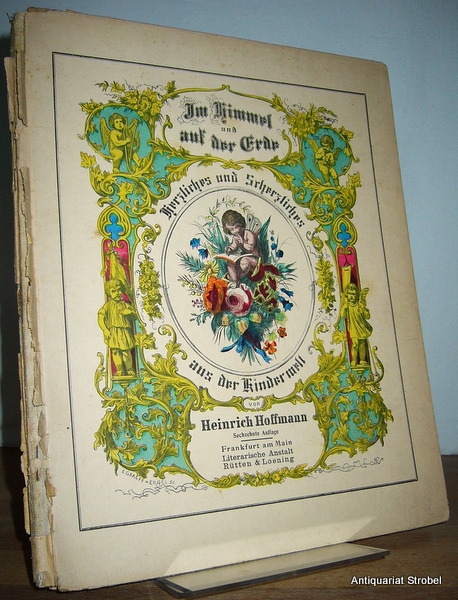 Im Himmel
und
auf der Erde
Herzliches und Scherzliches
aus der Kinderwelt
von
Heinrich Hoffmann
Sechzehnte Auflage
Frankfurt am Main
Literarische Anstalt
Rütten & Loening
Antiquariat Strobel